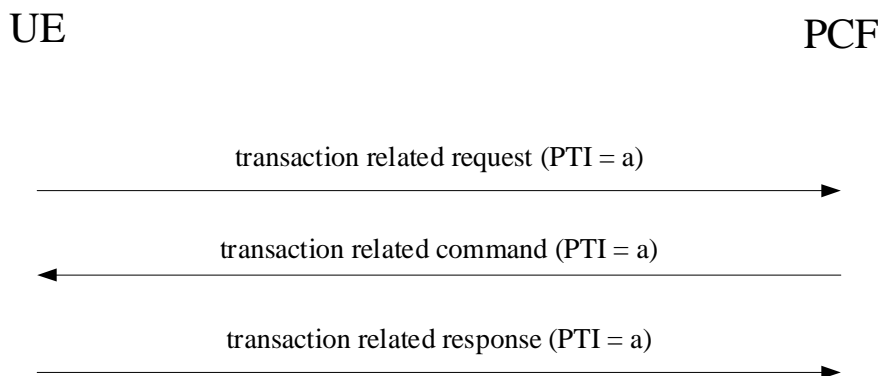 UE
PCF
transaction related request (PTI = a)
transaction related command (PTI = a)
transaction related response (PTI = a)